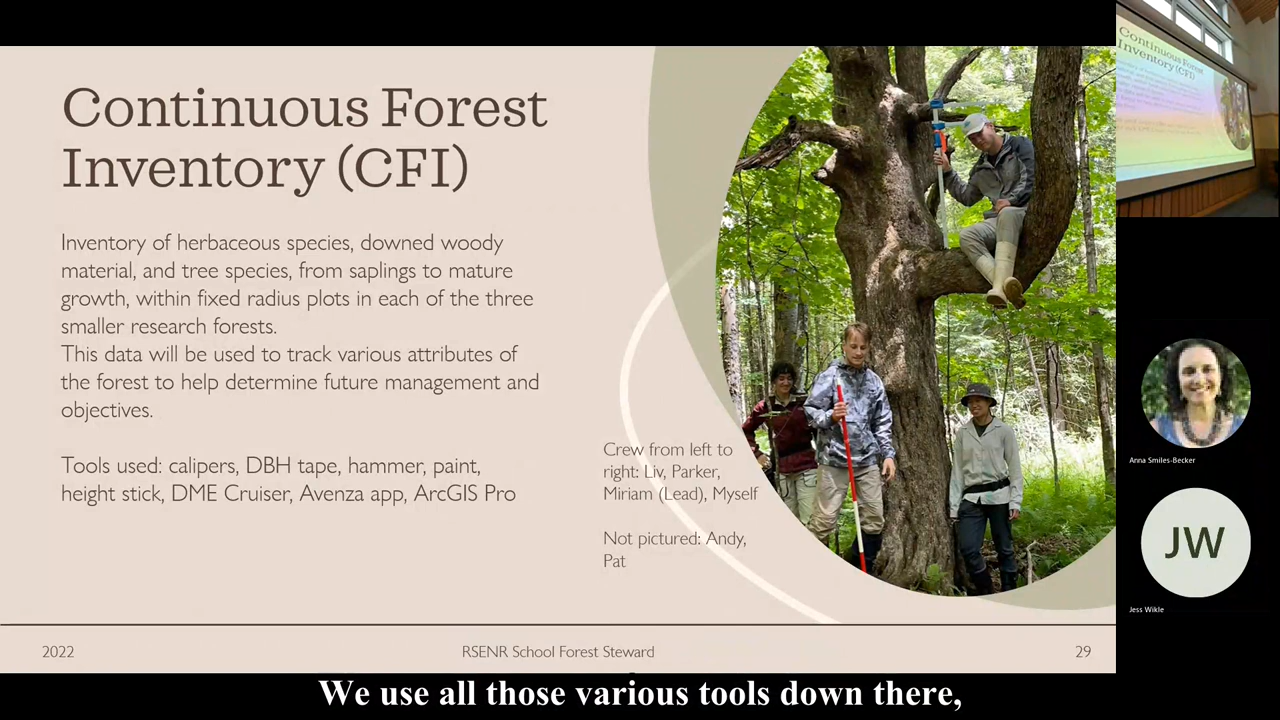 Continuous Forest
Inventory (CFI)
Inventory of herbaceous species, downed woody
material, and tree species, from saplings to mature
growth, within fixed radius plots in each of the three
smaller research forests.
This data will be used to track various attributes of
the forest to help determine future management and
objectives.
Tools used: calipers, DBH tape, hammer, paint,
height stick, DME Cruiser, Avenza app, ArcGIS Pro
Crew from left to
right: Liv, Parker,
Miriam (Lead), Myself
Not pictured: Andy,
Pat
2022
RSENR School Forest Steward
29
Continuous Forest
Inventory (CFI)
Anna Smiles-Becker
JW
Jess Wikle
We use all those various tools down there,